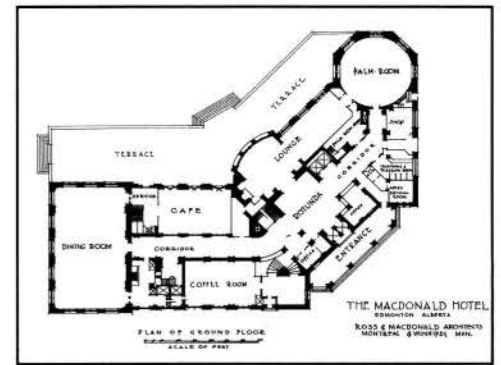 PALM-ROOM
TERRACE
SHOP
LOUNGE
CORRIDOR
TERRACE
ROTUNDA
CAFE
DINING ROOM
CORRIDOR
ENTRANCE
COFFEE ROOM
THE MACDONALD HOTEL
EDMONTON ALBERTA
PLAN OF GROUND FLOOR
SCALE OF FEET
ROSS & MACDONALD ARCHITECTS
MONTREAL & WINNIPEG MAN.